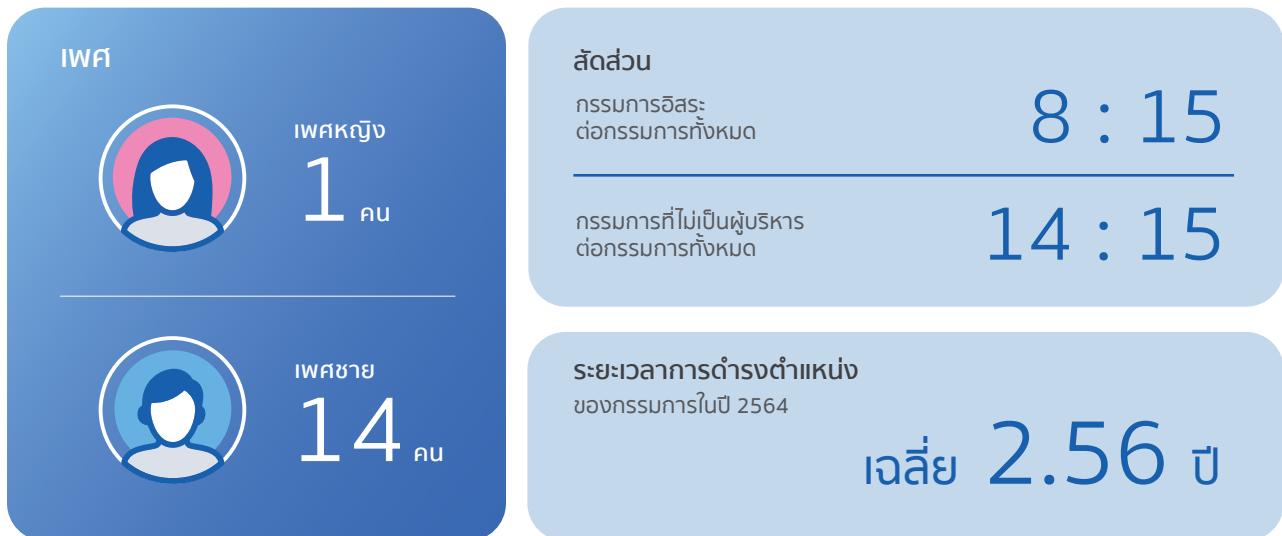 เพศ
เพศหญิง
1 คน
เพศชาย
14 คน
สัดส่วน
กรรมการอิสระ
ต่อกรรมการทั้งหมด
8 : 15
กรรมการที่ไม่เป็นผู้บริหาร
ต่อกรรมการทั้งหมด
14 : 15
ระยะเวลาการดำรงตำแหน่ง
ของกรรมการในปี 2564
เฉลี่ย 2.56 ปี